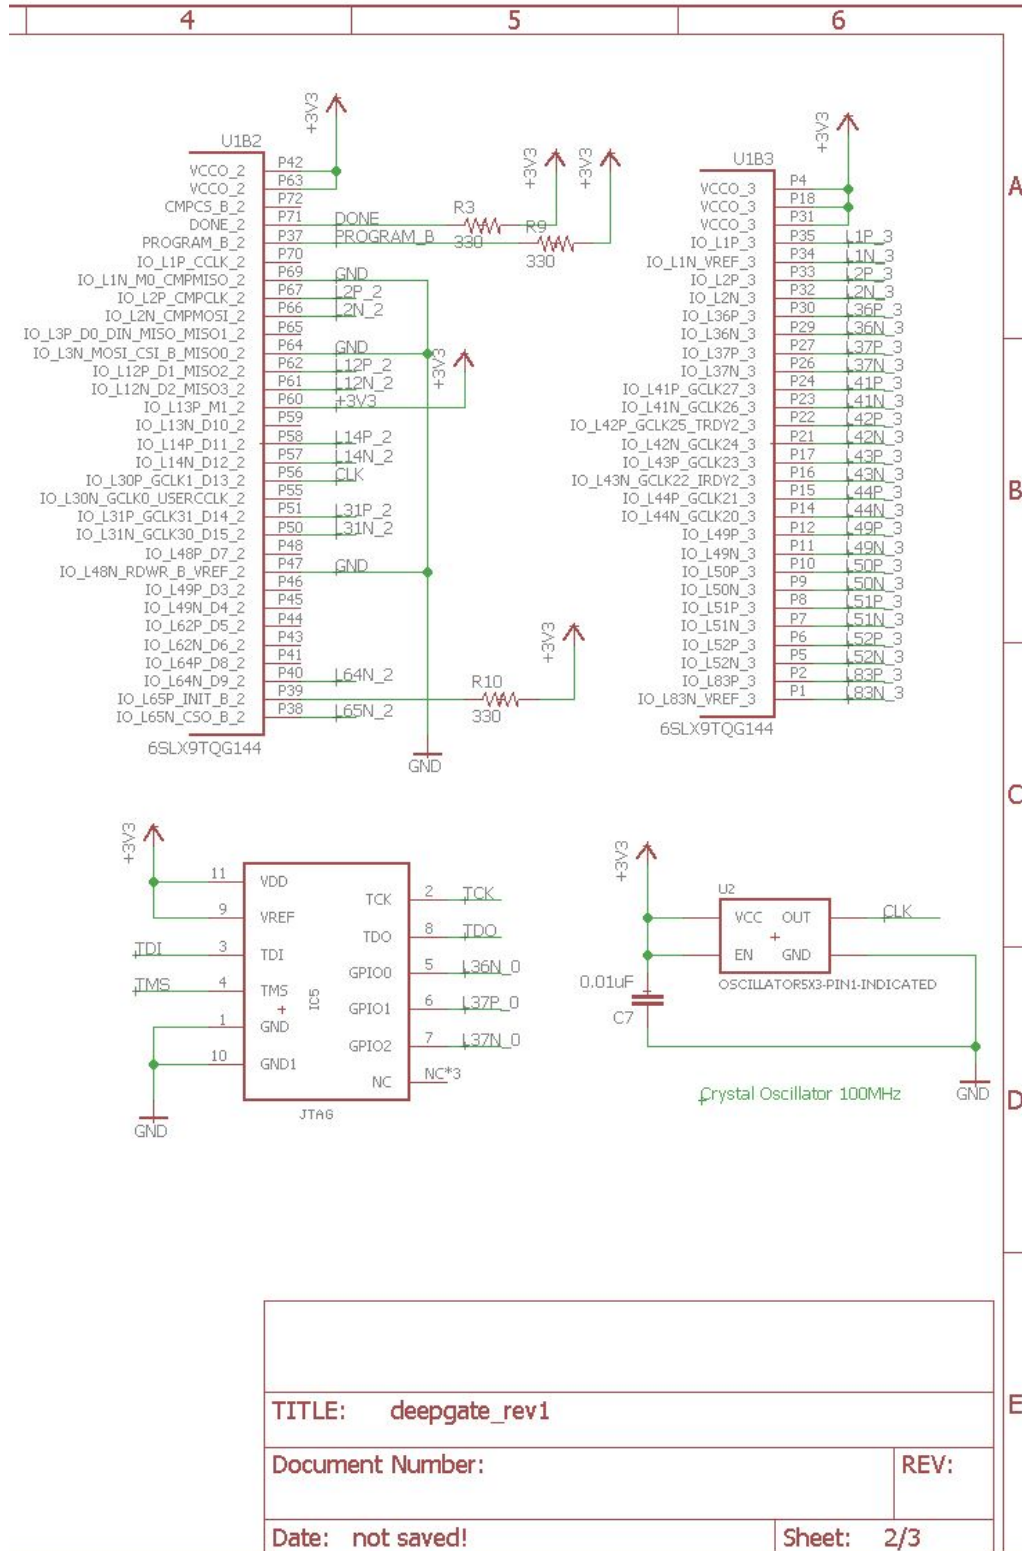 4 5 6
A
B
C
D
E
+3V3
U1B2
VCCO_2 P42
VCCO_2 P63
CMPCS_B_2 P72
DONE_2 P71 DONE
PROGRAM_B_2 P37 PROGRAM_B
IO_L1P_CCLK_2 P70
IO_L1N_M0_CMPMISO_2 P69 GND
IO_L2P_CMPCLK_2 P67 L2P_2
IO_L2N_CMPMOSI_2 P66 L2N_2
IO_L3P_D0_DIN_MISO_MISO1_2 P65
IO_L3N_MOSI_CSI_B_MISO0_2 P64 GND
IO_L12P_D1_MISO2_2 P62 L12P_2
IO_L12N_D2_MISO3_2 P61 L12N_2
IO_L13P_M1_2 P60 +3V3
IO_L13N_D10_2 P59
IO_L14P_D11_2 P58 L14P_2
IO_L14N_D12_2 P57 L14N_2
IO_L30P_GCLK1_D13_2 P56 CLK
IO_L30N_GCLK0_USERCCLK_2 P55
IO_L31P_GCLK31_D14_2 P51 L31P_2
IO_L31N_GCLK30_D15_2 P50 L31N_2
IO_L48P_D7_2 P48
IO_L48N_RDWR_B_VREF_2 P47 GND
IO_L49P_D3_2 P46
IO_L49N_D4_2 P45
IO_L62P_D5_2 P44
IO_L62N_D6_2 P43
IO_L64P_D8_2 P41
IO_L64N_D9_2 P40 L64N_2
IO_L65P_INIT_B_2 P39
IO_L65N_CSO_B_2 P38 L65N_2
6SLX9TQG144
+3V3
+3V3
R3
330
R9
330
+3V3
+3V3
R10
330
GND
+3V3
U1B3
VCCO_3 P4
VCCO_3 P18
VCCO_3 P31
IO_L1P_3 P35 L1P_3
IO_L1N_VREF_3 P34 L1N_3
IO_L2P_3 P33 L2P_3
IO_L2N_3 P32 L2N_3
IO_L36P_3 P30 L36P_3
IO_L36N_3 P29 L36N_3
IO_L37P_3 P27 L37P_3
IO_L37N_3 P26 L37N_3
IO_L41P_GCLK27_3 P24 L41P_3
IO_L41N_GCLK26_3 P23 L41N_3
IO_L42P_GCLK25_TRDY2_3 P22 L42P_3
IO_L42N_GCLK24_3 P21 L42N_3
IO_L43P_GCLK23_3 P17 L43P_3
IO_L43N_GCLK22_IRDY2_3 P16 L43N_3
IO_L44P_GCLK21_3 P15 L44P_3
IO_L44N_GCLK20_3 P14 L44N_3
IO_L49P_3 P12 L49P_3
IO_L49N_3 P11 L49N_3
IO_L50P_3 P10 L50P_3
IO_L50N_3 P9 L50N_3
IO_L51P_3 P8 L51P_3
IO_L51N_3 P7 L51N_3
IO_L52P_3 P6 L52P_3
IO_L52N_3 P5 L52N_3
IO_L83P_3 P2 L83P_3
IO_L83N_VREF_3 P1 L83N_3
6SLX9TQG144
+3V3
11 VDD
9 VREF
TDI 3 TDI
TMS 4 TMS
1 GND
10 GND1
GND
IC5
TCK 2 TCK
TDO 8 TDO
GPIO0 5 L36N_0
GPIO1 6 L37P_0
GPIO2 7 L37N_0
NC NC*3
JTAG
+3V3
U2
VCC OUT CLK
EN GND
OSCILLATOR5X3-PIN1-INDICATED
0.01uF
C7
GND
Crystal Oscillator 100MHz
TITLE: deepgate_rev1
Document Number:
REV:
Date: not saved!
Sheet: 2/3